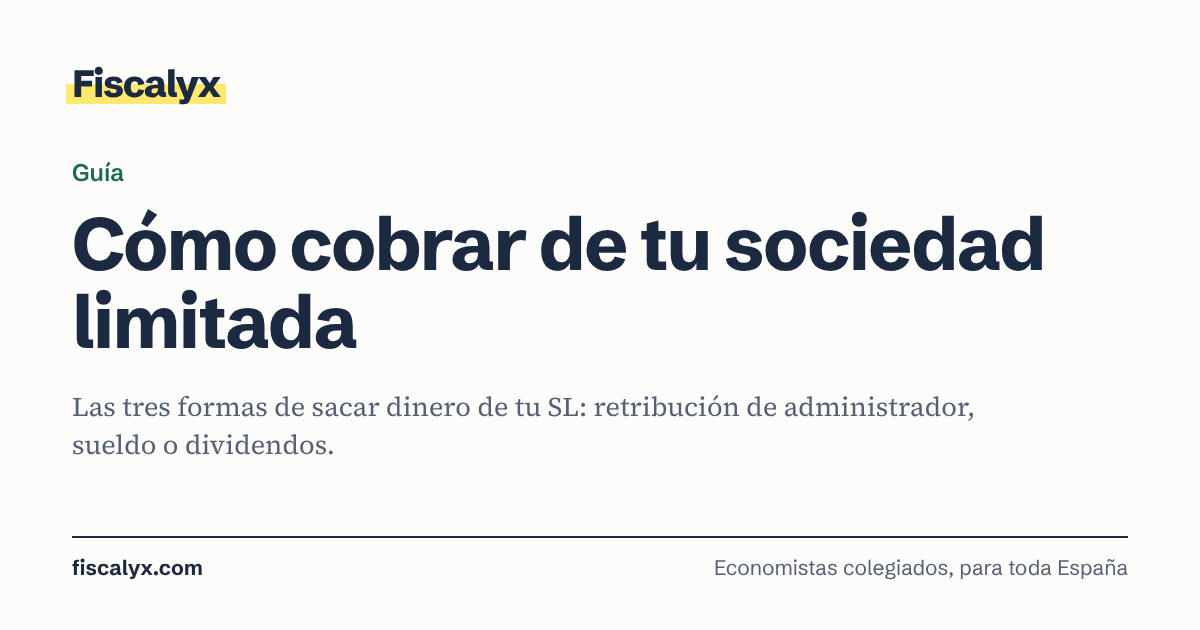 Fiscalyx
Guía
Cómo cobrar de tu sociedad
limitada
Las tres formas de sacar dinero de tu SL: retribución de administrador,
sueldo o dividendos.
fiscalyx.com
Economistas colegiados, para toda España